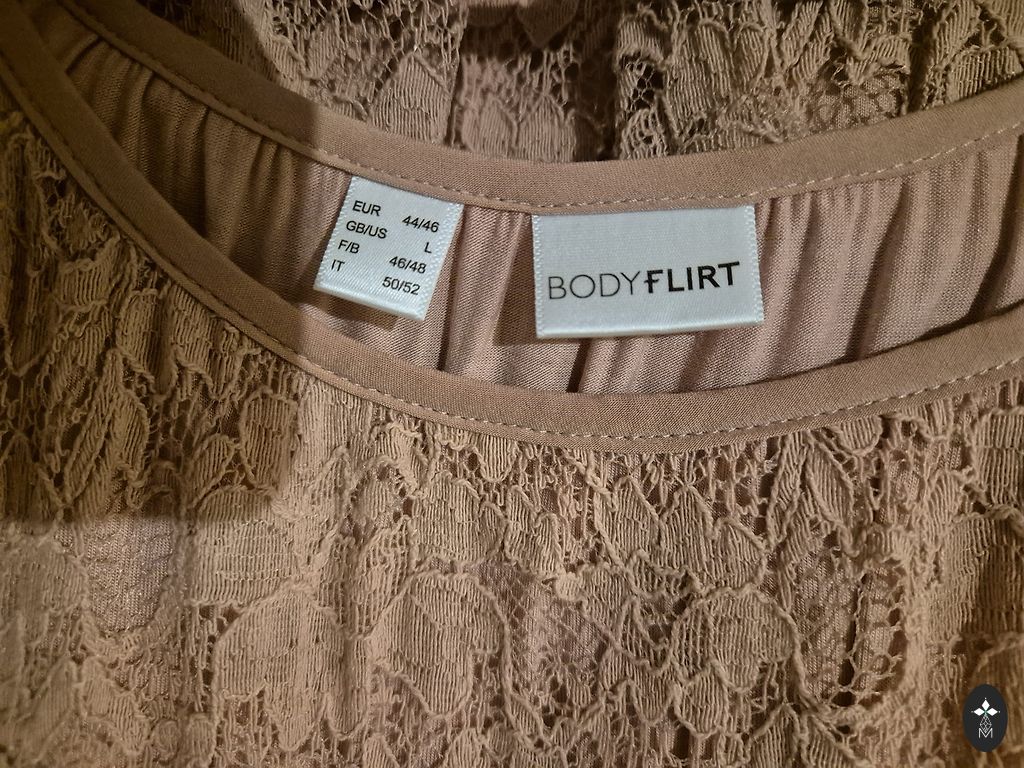 EUR 44/46
GB/US L
F/B 46/48
IT 50/52
BODYFLIRT
M